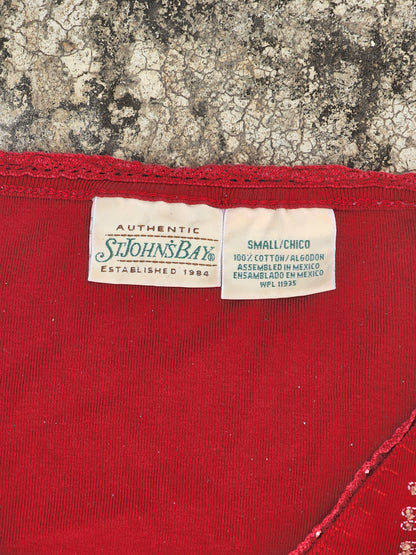 AUTHENTIC
ST.JOHN'S BAY®
ESTABLISHED 1984
SMALL/CHICO
100% COTTON/ALGODON
ASSEMBLED IN MEXICO
ENSAMBLADO EN MEXICO
WPL 11935